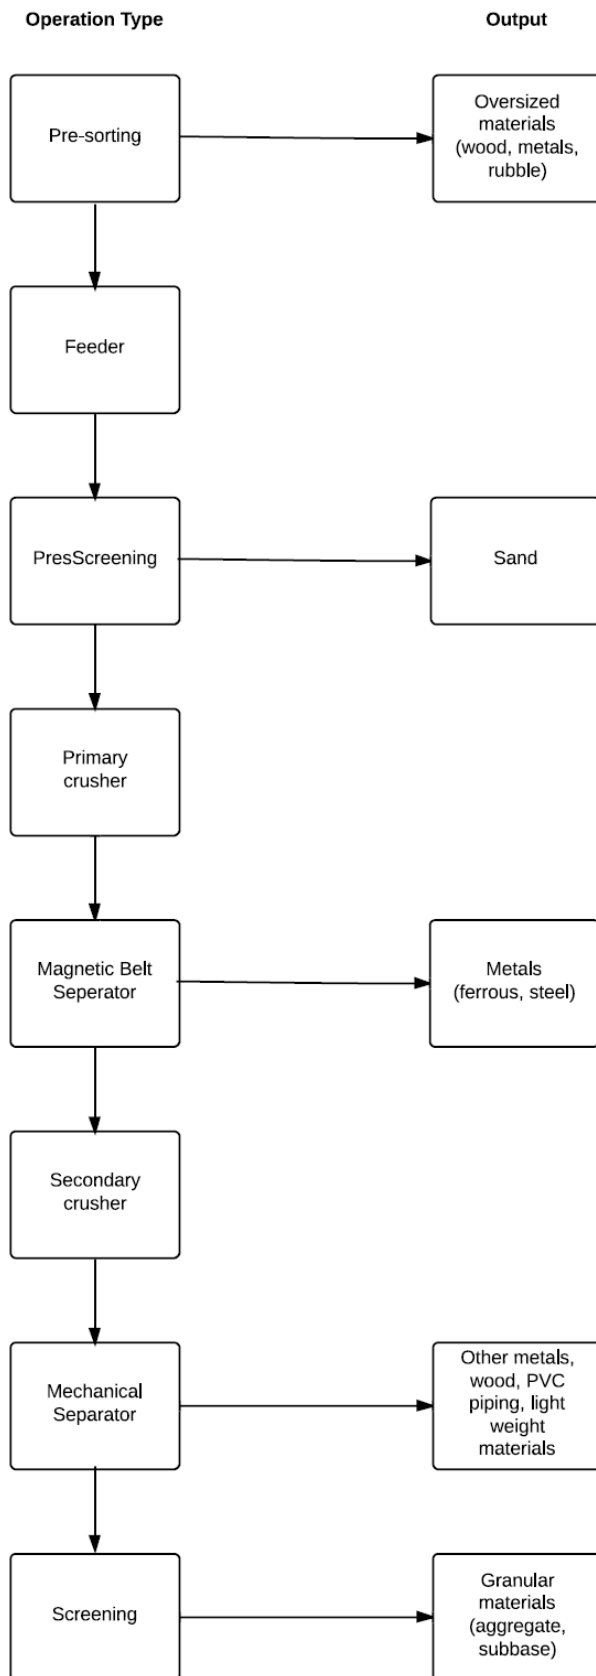 Operation Type
Output
Pre-sorting
Oversized
materials
(wood, metals,
rubble)
Feeder
PresScreening
Sand
Primary
crusher
Magnetic Belt
Seperator
Metals
(ferrous, steel)
Secondary
crusher
Mechanical
Separator
Other metals,
wood, PVC
piping, light
weight
materials
Screening
Granular
materials
(aggregate,
subbase)